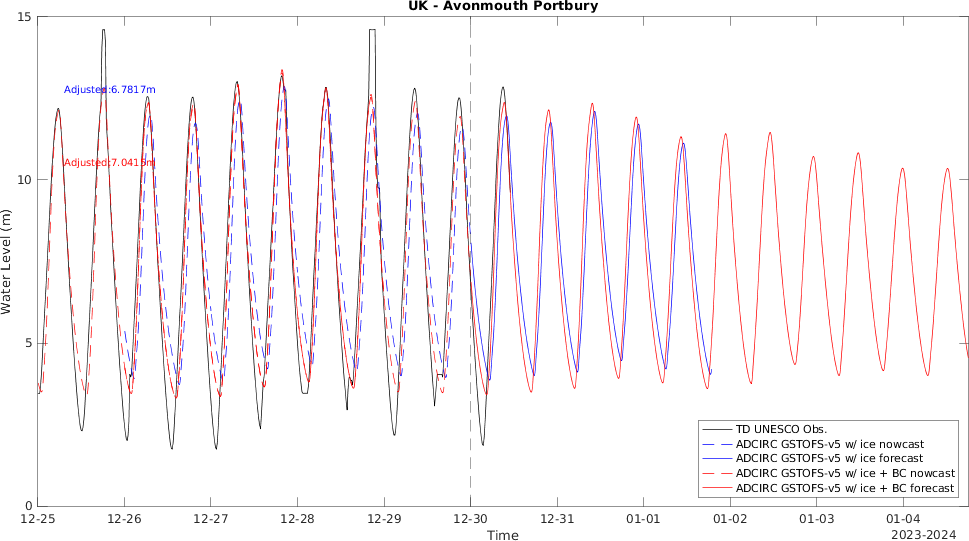 UK - Avonmouth Portbury
15
10
5
0
Water Level (m)
Adjusted:6.7817m
Adjusted:7.0415m
TD UNESCO Obs.
ADCIRC GSTOFS-v5 w/ ice nowcast
ADCIRC GSTOFS-v5 w/ ice forecast
ADCIRC GSTOFS-v5 w/ ice + BC nowcast
ADCIRC GSTOFS-v5 w/ ice + BC forecast
12-25 12-26 12-27 12-28 12-29 12-30 12-31 01-01 01-02 01-03 01-04
Time
2023-2024